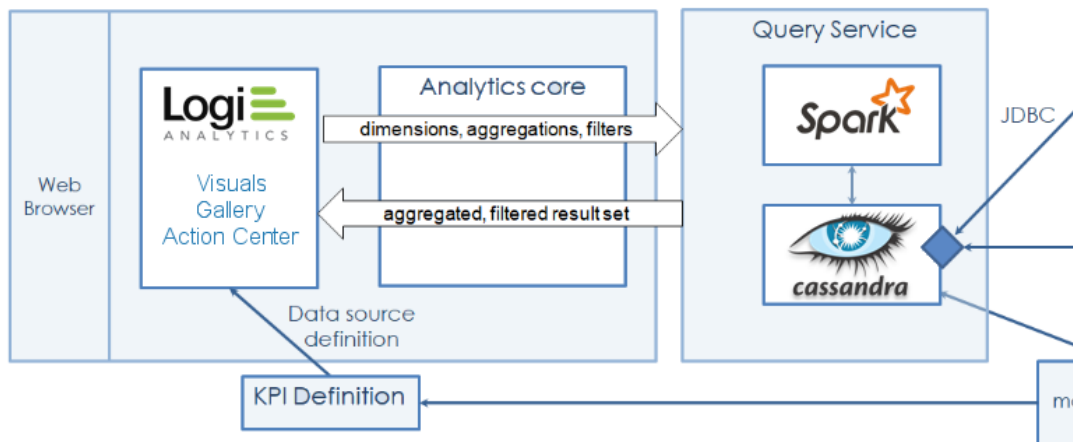 Query Service
Analytics core
Logi
ANALYTICS
dimensions, aggregations, filters
Spark
JDBC
Web
Browser
Visuals
Gallery
Action Center
aggregated, filtered result set
cassandra
Data source
definition
KPI Definition